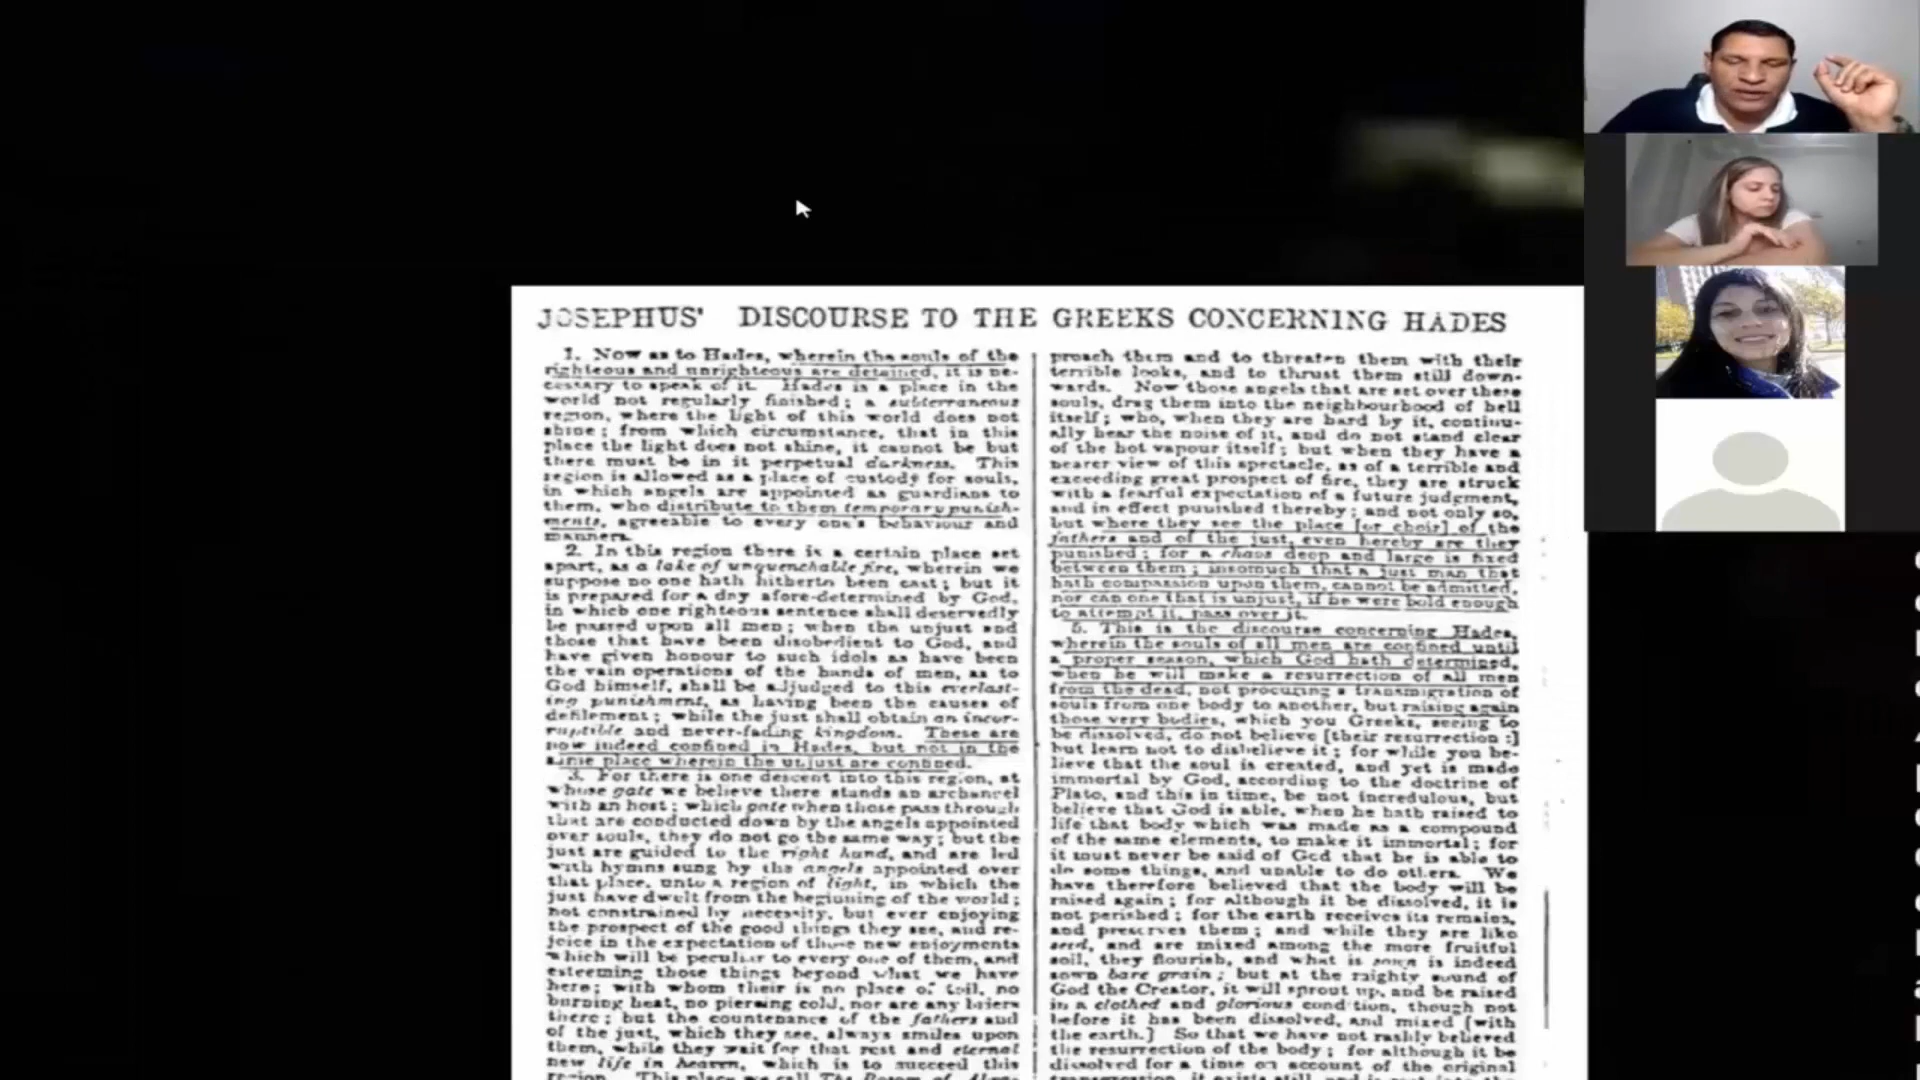 JOSEPHUS' DISCOURSE TO THE GREEKS CONCERNING HADES
1. Now as to Hades, wherein the souls of the
righteous and unrighteous are detained, it is ne-
cessary to speak of it. Hades is a place in the
world not regularly finished; a subterraneous
region, where the light of this world does not
shine; from which circumstance, that in this
place the light does not shine, it cannot be but
there must be in it perpetual darkness. This
region is allowed as a place of custody for souls,
in which angels are appointed as guardians to
them, who distribute to them temporary punish-
ments, agreeable to every one's behaviour and
manners.
2. In this region there is a certain place set
apart, as a lake of unquenchable fire, wherein we
suppose no one hath hitherto been cast; but it
is prepared for a day afore-determined by God,
in which one righteous sentence shall deservedly
be passed upon all men; when the unjust and
those that have been disobedient to God, and
have given honour to such idols as have been
the vain operations of the hands of men, as to
God himself, shall be adjudged to this everlast-
ing punishment, as having been the causes of
defilement; while the just shall obtain an incor-
ruptible and never-fading kingdom. These are
now indeed confined in Hades, but not in the
same place wherein the unjust are confined.
3. For there is one descent into this region, at
whose gate we believe there stands an archangel
with an host; which gate when those pass through
that are conducted down by the angels appointed
over souls, they do not go the same way; but the
just are guided to the right hand, and are led
with hymns sung by the angels appointed over
that place, unto a region of light, in which the
just have dwelt from the beginning of the world;
not constrained by necessity, but ever enjoying
the prospect of the good things they see, and re-
joice in the expectation of those new enjoyments
which will be peculiar to every one of them, and
esteeming those things beyond what we have
here; with whom their is no place of toil, no
burning heat, no piersing cold, nor are any briers
there; but the countenance of the fathers and
of the just, which they see, always smiles upon
them, while they wait for that rest and eternal
new life in heaven, which is to succeed this
region. This place we call The Bosom of Abra-
proach them and to threaten them with their
terrible looks, and to thrust them still down-
wards. Now those angels that are set over these
souls, drag them into the neighbourhood of hell
itself; who, when they are hard by it, continu-
ally hear the noise of it, and do not stand clear
of the hot vapour itself; but when they have a
nearer view of this spectacle, as of a terrible and
exceeding great prospect of fire, they are struck
with a fearful expectation of a future judgment,
and in effect punished thereby; and not only so,
but where they see the place [or choir] of the
fathers and of the just, even hereby are they
punished; for a chaos deep and large is fixed
between them; insomuch that a just man that
hath compassion upon them, cannot be admitted,
nor can one that is unjust, if he were bold enough
to attempt it, pass over it.
5. This is the discourse concerning Hades,
wherein the souls of all men are confined until
a proper season, which God hath determined,
when he will make a resurrection of all men
from the dead, not procuring a transmigration of
souls from one body to another, but raising again
those very bodies, which you Greeks, seeing to
be dissolved, do not believe [their resurrection:]
but learn not to disbelieve it; for while you be-
lieve that the soul is created, and yet is made
immortal by God, according to the doctrine of
Plato, and this in time, be not incredulous, but
believe that God is able, when he hath raised to
life that body which was made as a compound
of the same elements, to make it immortal; for
it must never be said of God that he is able to
do some things, and unable to do others. We
have therefore believed that the body will be
raised again; for although it be dissolved, it is
not perished; for the earth receives its remains,
and preserves them; and while they are like
seed, and are mixed among the more fruitful
soil, they flourish, and what is sown is indeed
sown bare grain; but at the mighty sound of
God the Creator, it will sprout up, and be raised
in a clothed and glorious condition, though not
before it has been dissolved, and mixed [with
the earth.] So that we have not rashly believed
the resurrection of the body; for although it be
dissolved for a time on account of the original